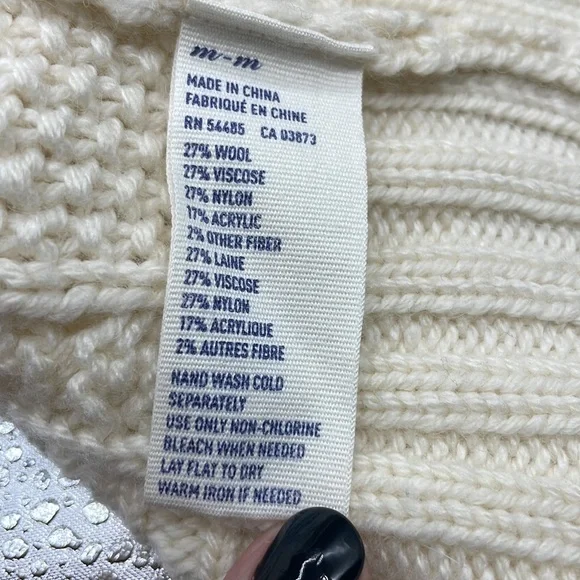 m-m
MADE IN CHINA
FABRIQUÉ EN CHINE
RN 54485 CA 03873
27% WOOL
27% VISCOSE
27% NYLON
17% ACRYLIC
2% OTHER FIBER
27% LAINE
27% VISCOSE
27% NYLON
17% ACRYLIQUE
2% AUTRES FIBRE
HAND WASH COLD
SEPARATELY
USE ONLY NON-CHLORINE
BLEACH WHEN NEEDED
LAY FLAT TO DRY
WARM IRON IF NEEDED